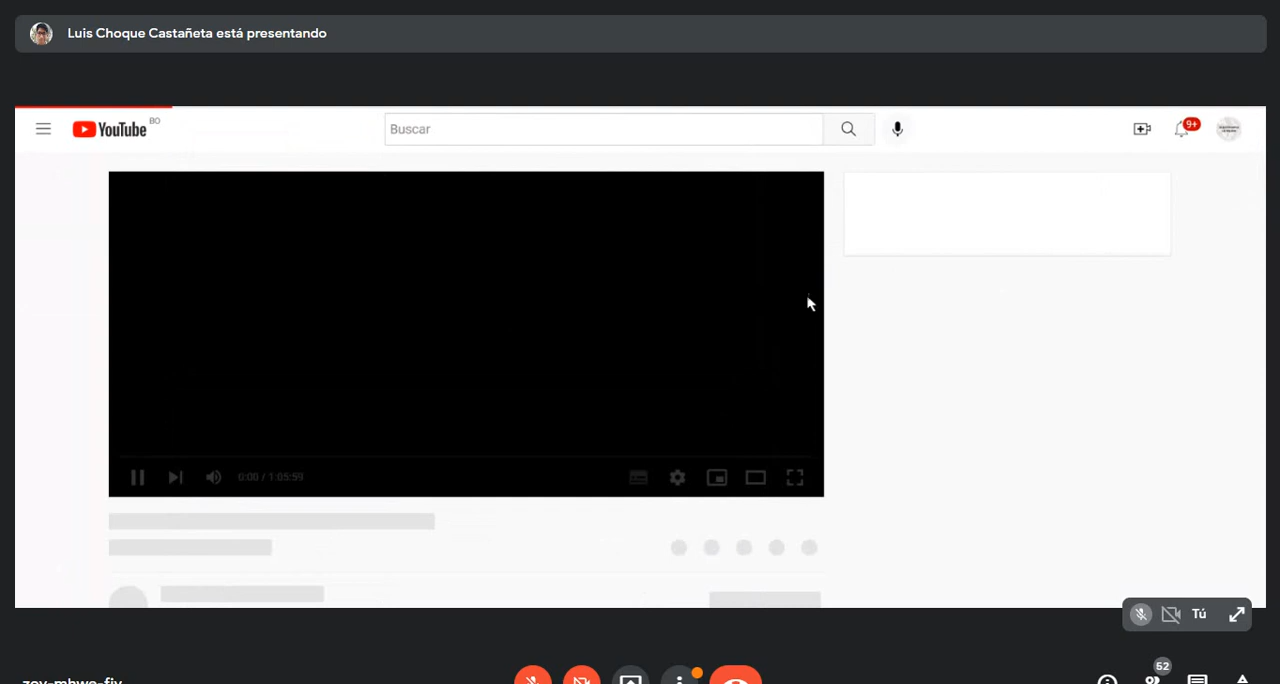 Luis Choque Castañeta está presentando
YouTube BO
Buscar
9+
0:00 / 1:05:59
Tú
52